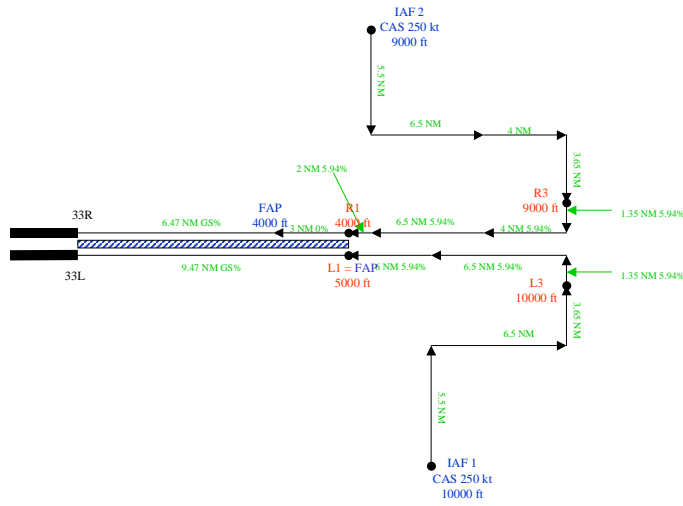 IAF 2
CAS 250 kt
9000 ft
5.5 NM
6.5 NM
4 NM
3.65 NM
2 NM 5.94%
R3
9000 ft
1.35 NM 5.94%
33R
FAP
4000 ft
R1
4000 ft
6.47 NM GS%
3 NM 0%
6.5 NM 5.94%
4 NM 5.94%
33L
9.47 NM GS%
L1 = FAP
5000 ft
6 NM 5.94%
6.5 NM 5.94%
1.35 NM 5.94%
L3
10000 ft
3.65 NM
6.5 NM
5.5 NM
IAF 1
CAS 250 kt
10000 ft